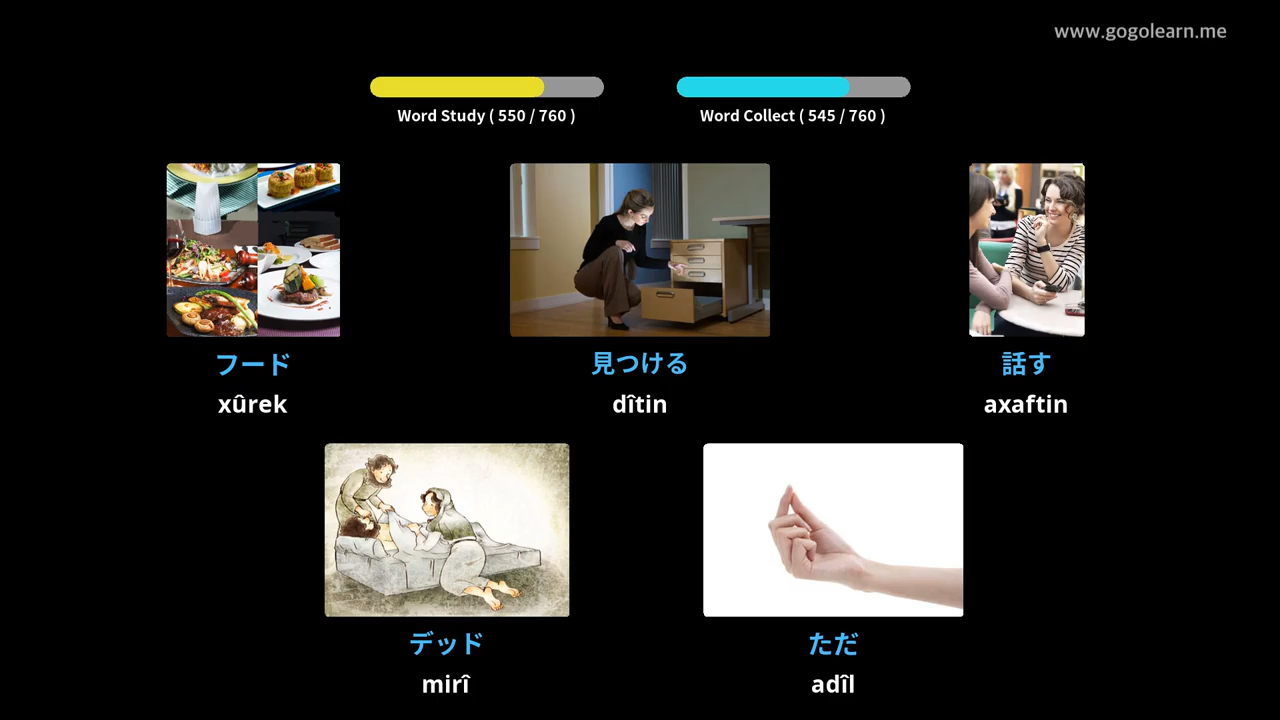 www.gogolearn.me
Word Study ( 550 / 760 )
Word Collect ( 545 / 760 )
フード
xûrek
見つける
dîtin
話す
axaftin
デッド
mirî
ただ
adîl